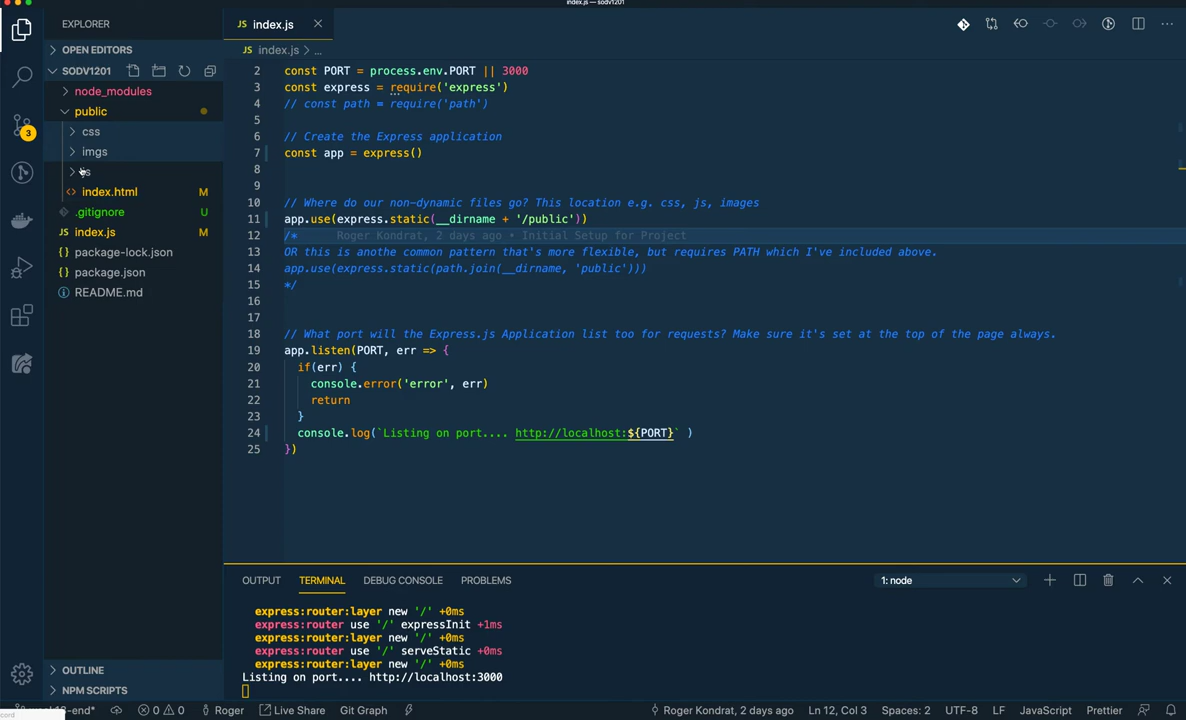 index.js — sodv1201
EXPLORER
OPEN EDITORS
SODV1201
node_modules
public
css
imgs
index.html M
.gitignore U
JS index.js M
{} package-lock.json
{} package.json
README.md
OUTLINE
NPM SCRIPTS
JS index.js
JS index.js > ...
2 const PORT = process.env.PORT || 3000
3 const express = require('express')
4 // const path = require('path')
5
6 // Create the Express application
7 const app = express()
8
9
10 // Where do our non-dynamic files go? This location e.g. css, js, images
11 app.use(express.static(__dirname + '/public'))
12 /* Roger Kondrat, 2 days ago • Initial Setup for Project
13 OR this is anothe common pattern that's more flexible, but requires PATH which I've included above.
14 app.use(express.static(path.join(__dirname, 'public')))
15 */
16
17
18 // What port will the Express.js Application list too for requests? Make sure it's set at the top of the page always.
19 app.listen(PORT, err => {
20 if(err) {
21 console.error('error', err)
22 return
23 }
24 console.log(`Listing on port.... http://localhost:${PORT}` )
25 })
3
OUTPUT TERMINAL DEBUG CONSOLE PROBLEMS 1: node
express:router:layer new '/' +0ms
express:router use '/' expressInit +1ms
express:router:layer new '/' +0ms
express:router use '/' serveStatic +0ms
express:router:layer new '/' +0ms
Listing on port.... http://localhost:3000
-end* 0 0 Roger Live Share Git Graph Roger Kondrat, 2 days ago Ln 12, Col 3 Spaces: 2 UTF-8 LF JavaScript Prettier
cord